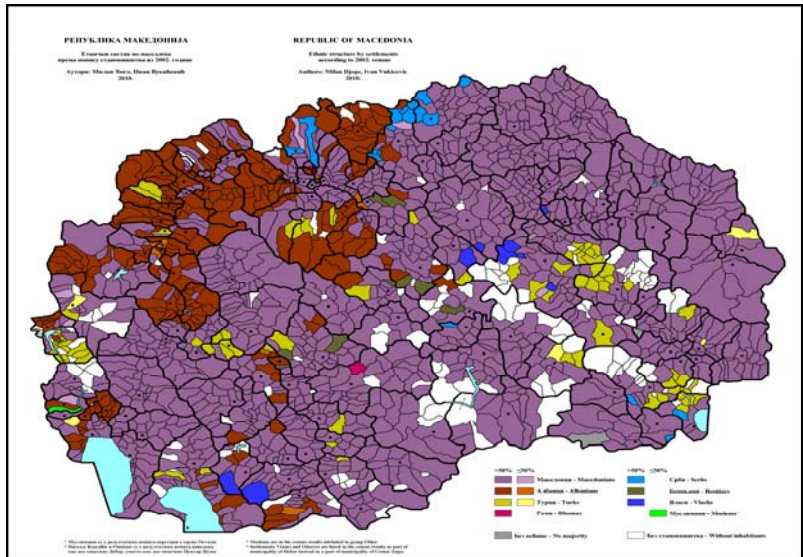 РЕПУБЛИКА МАКЕДОНИЈА
Етнички састав по насељима
према попису становништва из 2002. године
Аутори: Милан Ђого, Иван Вукићевић
2010.
REPUBLIC OF MACEDONIA
Ethnic structure by settlements
according to 2002. census
Authors: Milan Djogo, Ivan Vukicevic
2010.
>50% ≤50%
Македонци - Macedonians
Албанци - Albanians
Турци - Turks
Роми - Rhomas
>50% ≤50%
Срби - Serbs
Бошњаци - Bosniacs
Власи - Vlachs
Муслимани - Moslems
Без већине - No majority
Без становништва - Without inhabitants